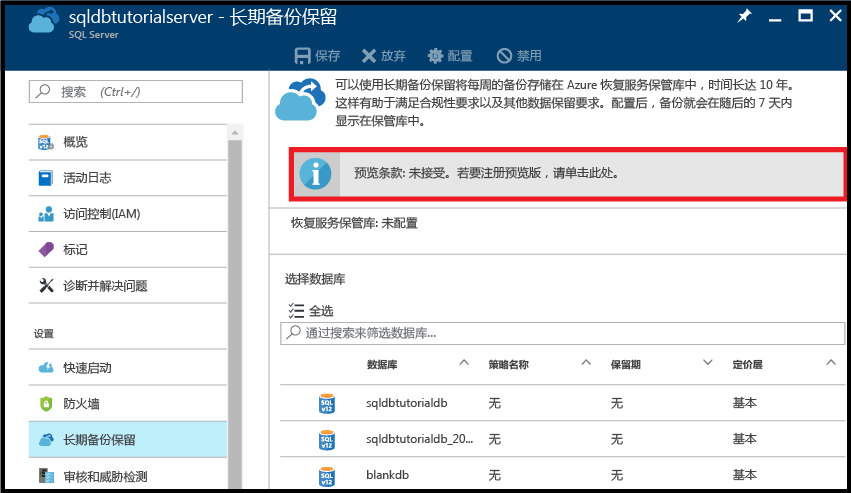 sqldbtutorialserver - 长期备份保留
SQL Server
保存 放弃 配置 禁用
搜索 (Ctrl+/)
概览
活动日志
访问控制(IAM)
标记
诊断并解决问题
设置
快速启动
防火墙
长期备份保留
审核和威胁检测
可以使用长期备份保留将每周的备份存储在 Azure 恢复服务保管库中，时间长达 10 年。
这样有助于满足合规性要求以及其他数据保留要求。配置后，备份就会在随后的 7 天内
显示在保管库中。
预览条款: 未接受。若要注册预览版，请单击此处。
恢复服务保管库: 未配置
选择数据库
全选
通过搜索来筛选数据库...
数据库 策略名称 保留期 定价层
SQL v12 sqldbtutorialdb 无 无 基本
SQL v12 sqldbtutorialdb_20... 无 无 基本
SQL v12 blankdb 无 无 基本